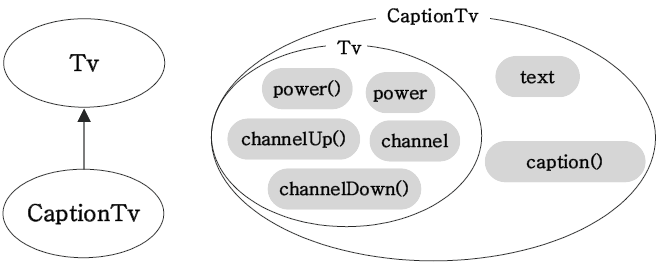 Tv
CaptionTv
CaptionTv
Tv
power()
power
channelUp()
channel
channelDown()
text
caption()